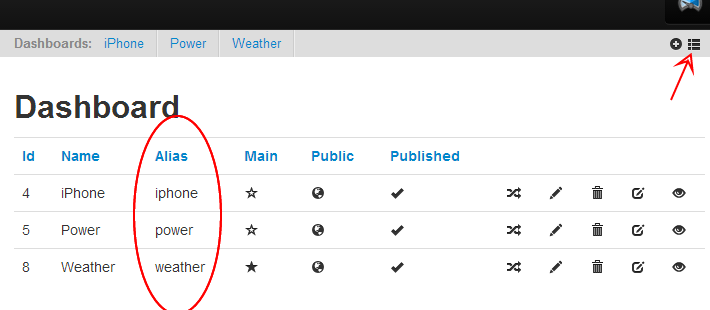 Dashboards: iPhone Power Weather
Dashboard
Id Name Alias Main Public Published
4 iPhone iphone
5 Power power
8 Weather weather